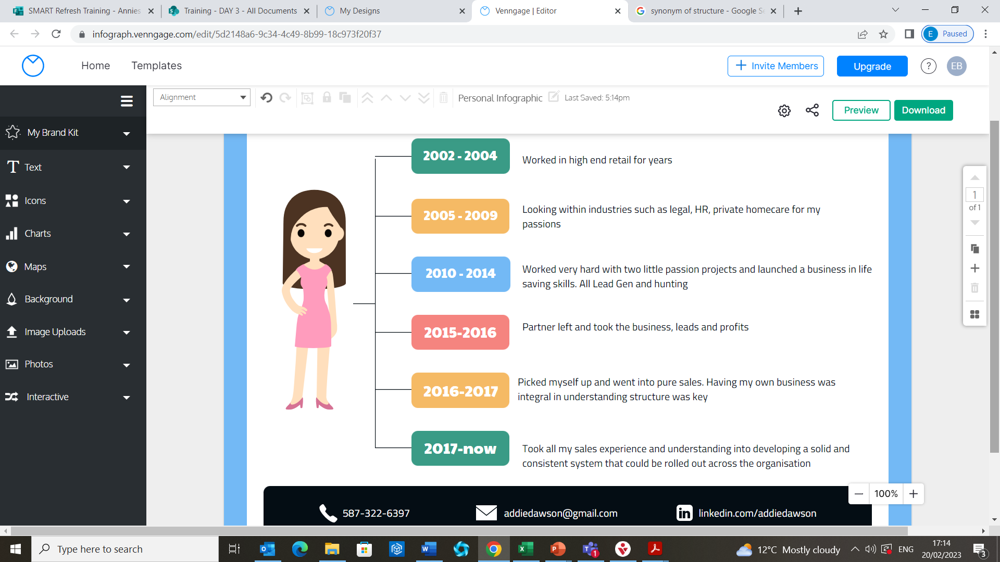 SMART Refresh Training - Annies
Training - DAY 3 - All Documents
My Designs
Venngage | Editor
synonym of structure - Google Se
infograph.venngage.com/edit/5d2148a6-9c34-4c49-8b99-18c973f20f37
E Paused
Home
Templates
Invite Members
Upgrade
?
EB
Alignment
Personal Infographic
Last Saved: 5:14pm
Preview
Download
My Brand Kit
Text
Icons
Charts
Maps
Background
Image Uploads
Photos
Interactive
2002 - 2004
Worked in high end retail for years
2005 - 2009
Looking within industries such as legal, HR, private homecare for my
passions
2010 - 2014
Worked very hard with two little passion projects and launched a business in life
saving skills. All Lead Gen and hunting
2015-2016
Partner left and took the business, leads and profits
2016-2017
Picked myself up and went into pure sales. Having my own business was
integral in understanding structure was key
2017-now
Took all my sales experience and understanding into developing a solid and
consistent system that could be rolled out across the organisation
1
of 1
100%
587-322-6397
addiedawson@gmail.com
linkedin.com/addiedawson
Type here to search
12°C Mostly cloudy
ENG
17:14
20/02/2023
3